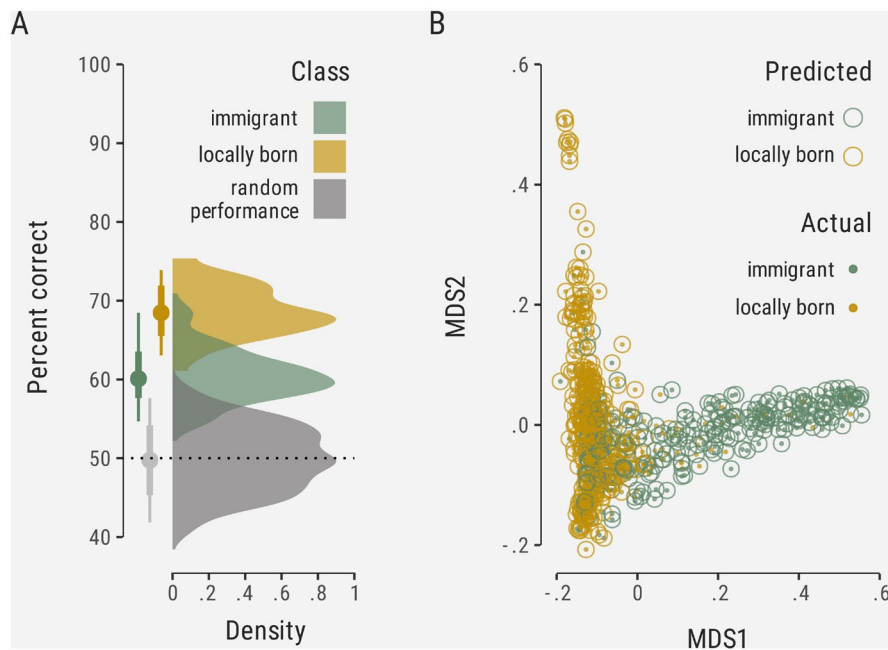 A
B
Class
immigrant
locally born
random
performance
100
90
80
70
60
50
40
Percent correct
0 .2 .4 .6 .8 1
Density
Predicted
immigrant
locally born
Actual
immigrant
locally born
.6
.4
.2
.0
-.2
MDS2
-.2 0 .2 .4 .6
MDS1